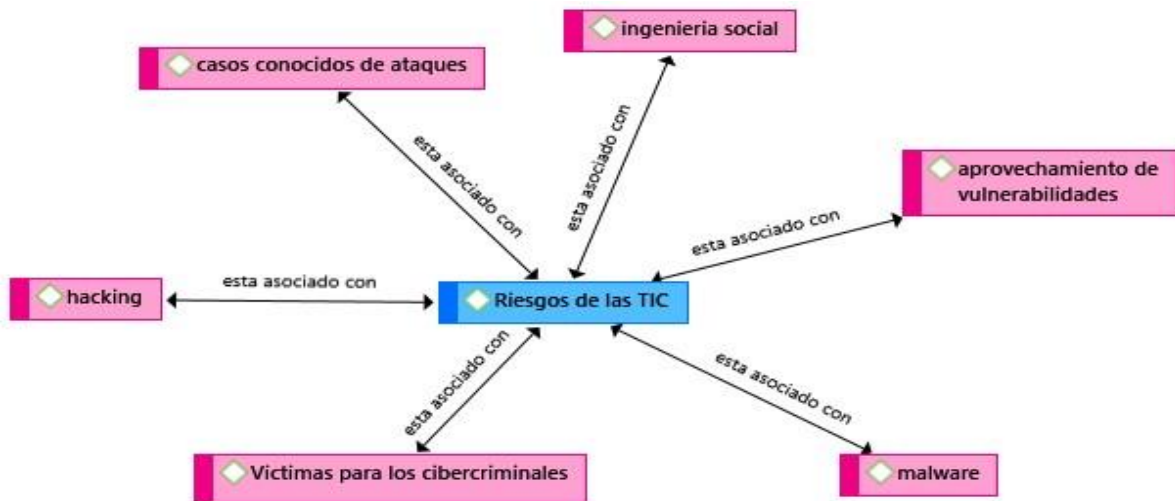 ingenieria social
casos conocidos de ataques
esta asociado con
esta asociado con
aprovechamiento de
vulnerabilidades
esta asociado con
esta asociado con
hacking
Riesgos de las TIC
esta asociado con
esta asociado con
Victimas para los cibercriminales
malware